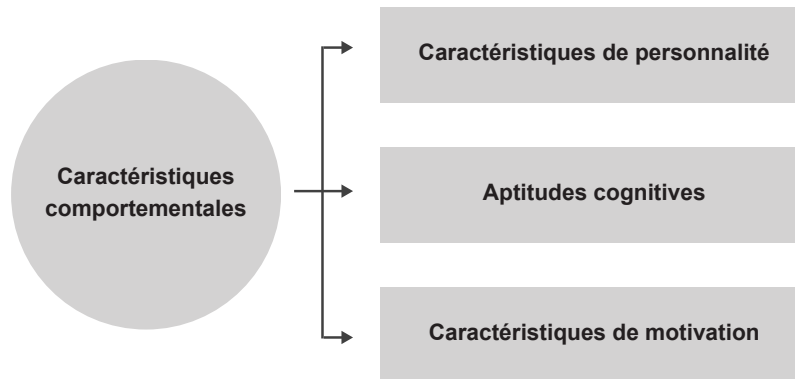 Caractéristiques
comportementales
Caractéristiques de personnalité
Aptitudes cognitives
Caractéristiques de motivation